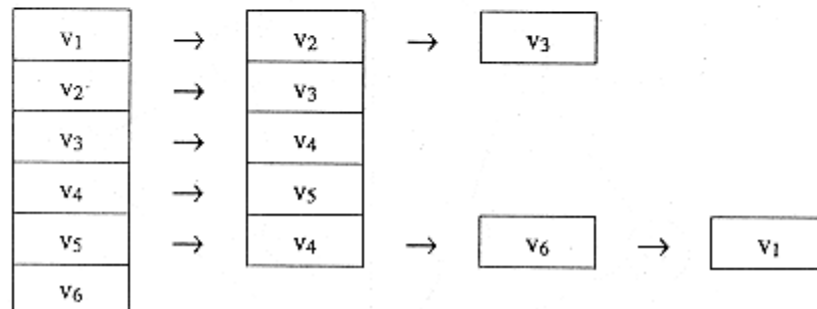 v₁ → v₂ → v₃
v₂ → v₃
v₃ → v₄
v₄ → v₅
v₅ → v₄ → v₆ → v₁
v₆